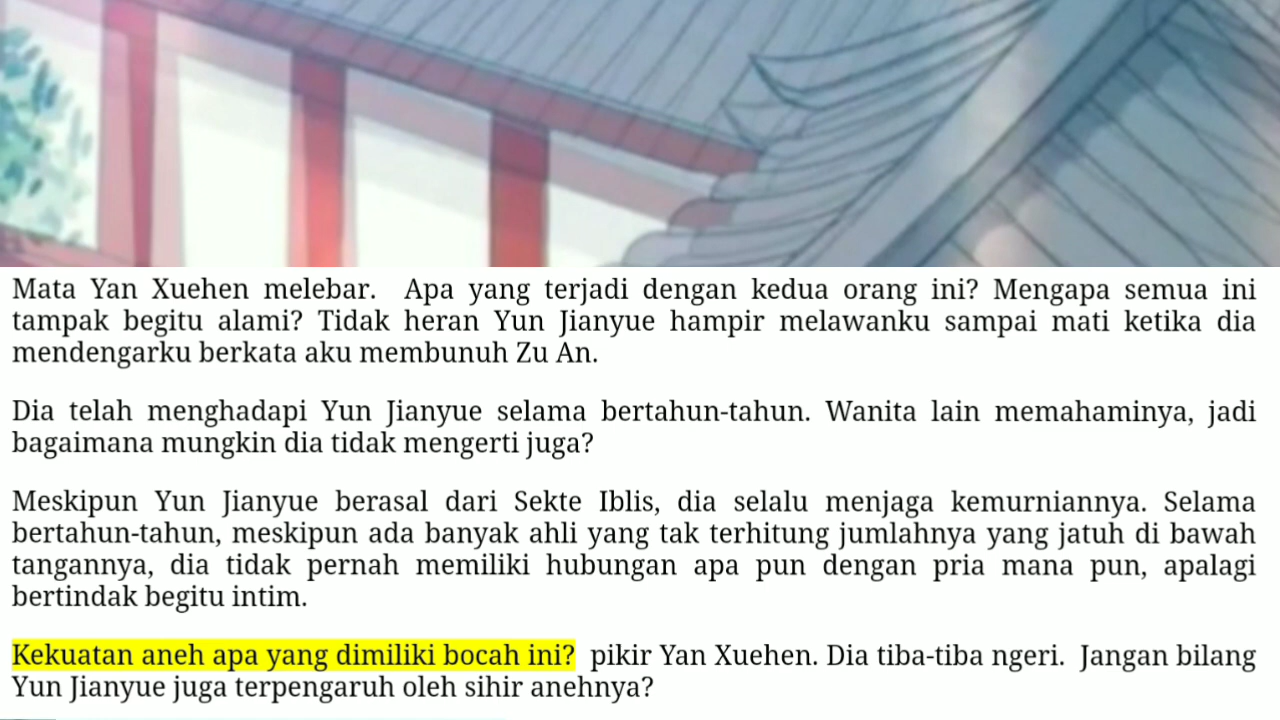 Mata Yan Xuehen melebar.  Apa yang terjadi dengan kedua orang ini? Mengapa semua ini
tampak begitu alami? Tidak heran Yun Jianyue hampir melawanku sampai mati ketika dia
mendengarku berkata aku membunuh Zu An.
Dia telah menghadapi Yun Jianyue selama bertahun-tahun. Wanita lain memahaminya, jadi
bagaimana mungkin dia tidak mengerti juga?
Meskipun Yun Jianyue berasal dari Sekte Iblis, dia selalu menjaga kemurniannya. Selama
bertahun-tahun, meskipun ada banyak ahli yang tak terhitung jumlahnya yang jatuh di bawah
tangannya, dia tidak pernah memiliki hubungan apa pun dengan pria mana pun, apalagi
bertindak begitu intim.
Kekuatan aneh apa yang dimiliki bocah ini?  pikir Yan Xuehen. Dia tiba-tiba ngeri.  Jangan bilang
Yun Jianyue juga terpengaruh oleh sihir anehnya?